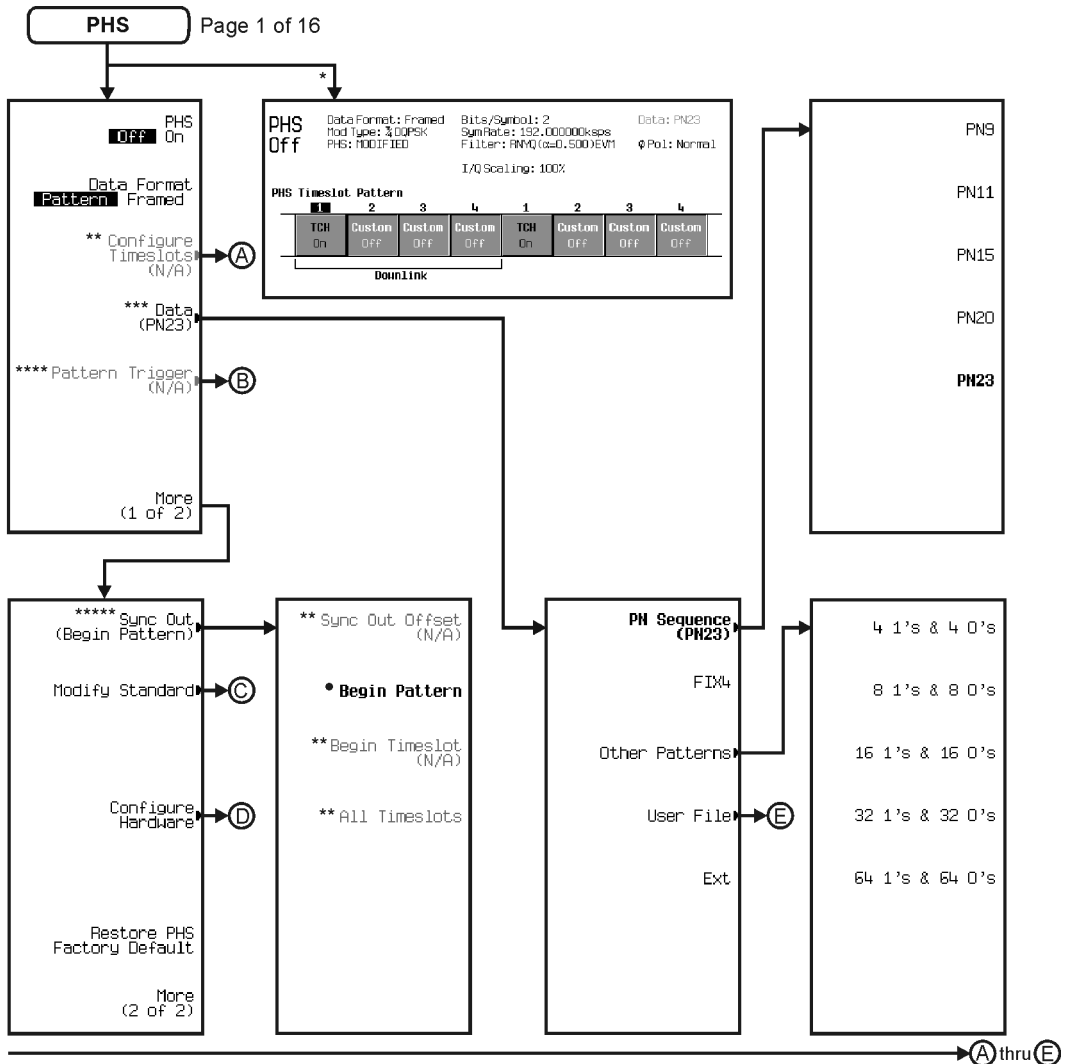 PHS
Page 1 of 16
*
PHS
Off On
Data Format
Pattern Framed
** Configure
Timeslots
(N/A)
A
*** Data
(PN23)
**** Pattern Trigger
(N/A)
B
More
(1 of 2)
PHS
Off
Data Format: Framed
Mod Type: π/4 DQPSK
PHS: MODIFIED
Bits/Symbol: 2
Sym Rate: 192.000000ksps
Filter: RNYQ(α=0.500)EVM
I/Q Scaling: 100%
Data: PN23
φ Pol: Normal
PHS Timeslot Pattern
1 2 3 4 1 2 3 4
TCH Custom Custom Custom TCH Custom Custom Custom
On Off Off Off On Off Off Off
Downlink
PN9
PN11
PN15
PN20
PN23
***** Sync Out
(Begin Pattern)
Modify Standard
C
Configure
Hardware
D
Restore PHS
Factory Default
More
(2 of 2)
** Sync Out Offset
(N/A)
• Begin Pattern
** Begin Timeslot
(N/A)
** All Timeslots
PN Sequence
(PN23)
FIX4
Other Patterns
User File
E
Ext
4 1's & 4 0's
8 1's & 8 0's
16 1's & 16 0's
32 1's & 32 0's
64 1's & 64 0's
A thru E